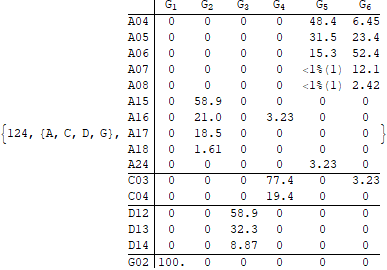 G1 G2 G3 G4 G5 G6
A04 0 0 0 0 48.4 6.45
A05 0 0 0 0 31.5 23.4
A06 0 0 0 0 15.3 52.4
A07 0 0 0 0 <1%(1) 12.1
A08 0 0 0 0 <1%(1) 2.42
A15 0 58.9 0 0 0 0
A16 0 21.0 0 3.23 0 0
{124, {A, C, D, G}, A17 0 18.5 0 0 0 0 }
A18 0 1.61 0 0 0 0
A24 0 0 0 0 3.23 0
C03 0 0 0 77.4 0 3.23
C04 0 0 0 19.4 0 0
D12 0 0 58.9 0 0 0
D13 0 0 32.3 0 0 0
D14 0 0 8.87 0 0 0
G02 100. 0 0 0 0 0